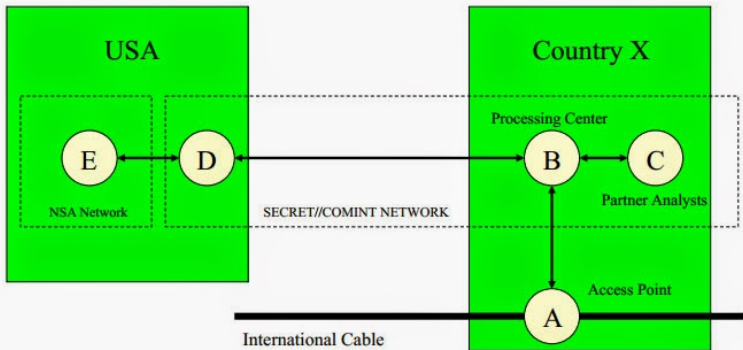 USA
Country X
Processing Center
E
D
B
C
NSA Network
SECRET//COMINT NETWORK
Partner Analysts
Access Point
A
International Cable